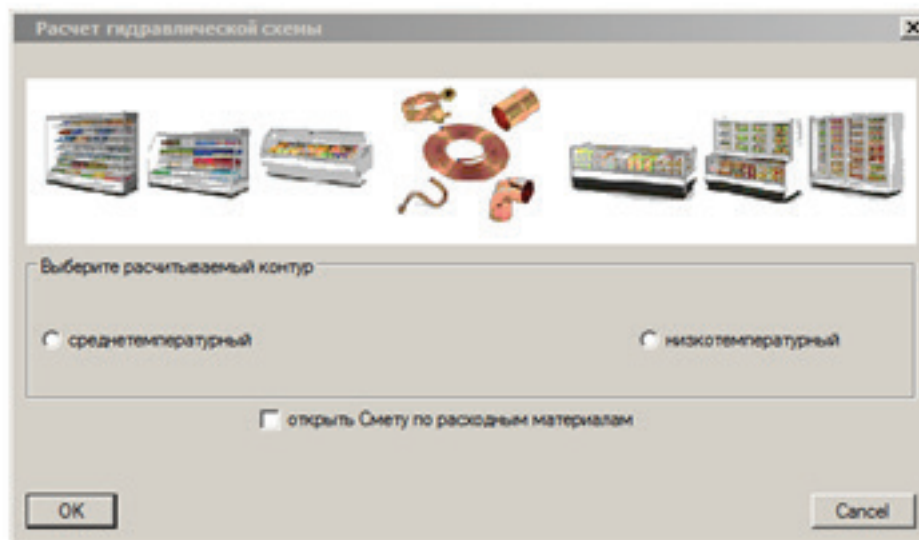 Расчет гидравлической схемы
Выберите расчитываемый контур
среднетемпературный
низкотемпературный
открыть Смету по расходным материалам
OK
Cancel